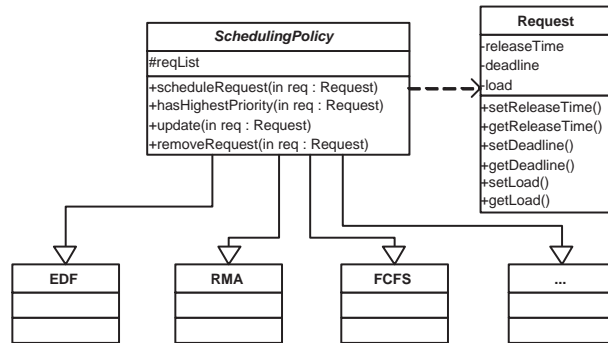 SchedulingPolicy
#reqList
+scheduleRequest(in req : Request)
+hasHighestPriority(in req : Request)
+update(in req : Request)
+removeRequest(in req : Request)
Request
-releaseTime
-deadline
-load
+setReleaseTime()
+getReleaseTime()
+setDeadline()
+getDeadline()
+setLoad()
+getLoad()
EDF
RMA
FCFS
...